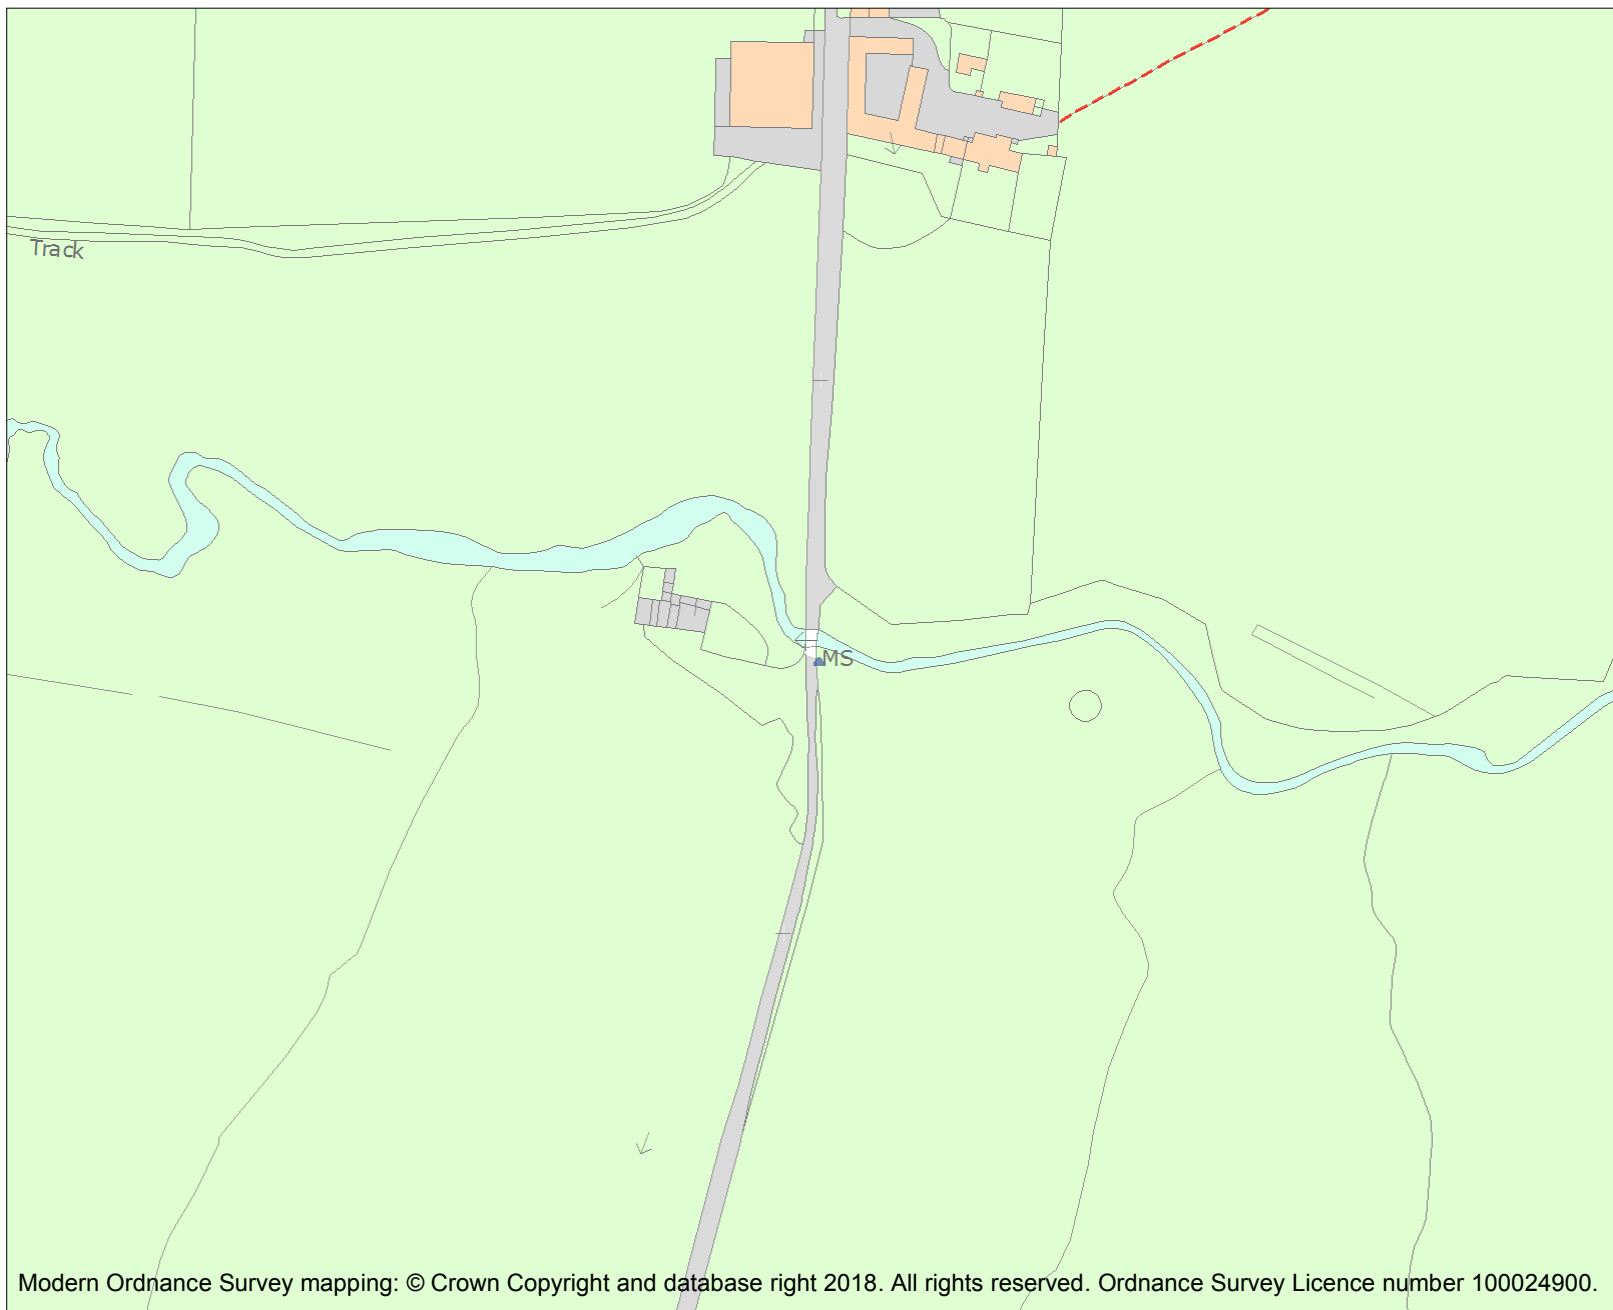 Track
MS
Modern Ordnance Survey mapping: © Crown Copyright and database right 2018. All rights reserved. Ordnance Survey Licence number 100024900.